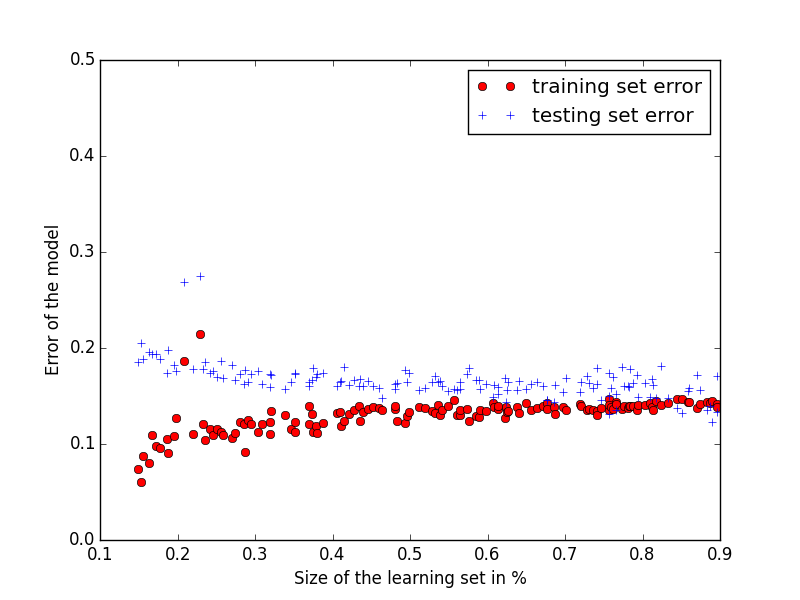 training set error
testing set error
Error of the model
0.5
0.4
0.3
0.2
0.1
0.0
0.1 0.2 0.3 0.4 0.5 0.6 0.7 0.8 0.9
Size of the learning set in %